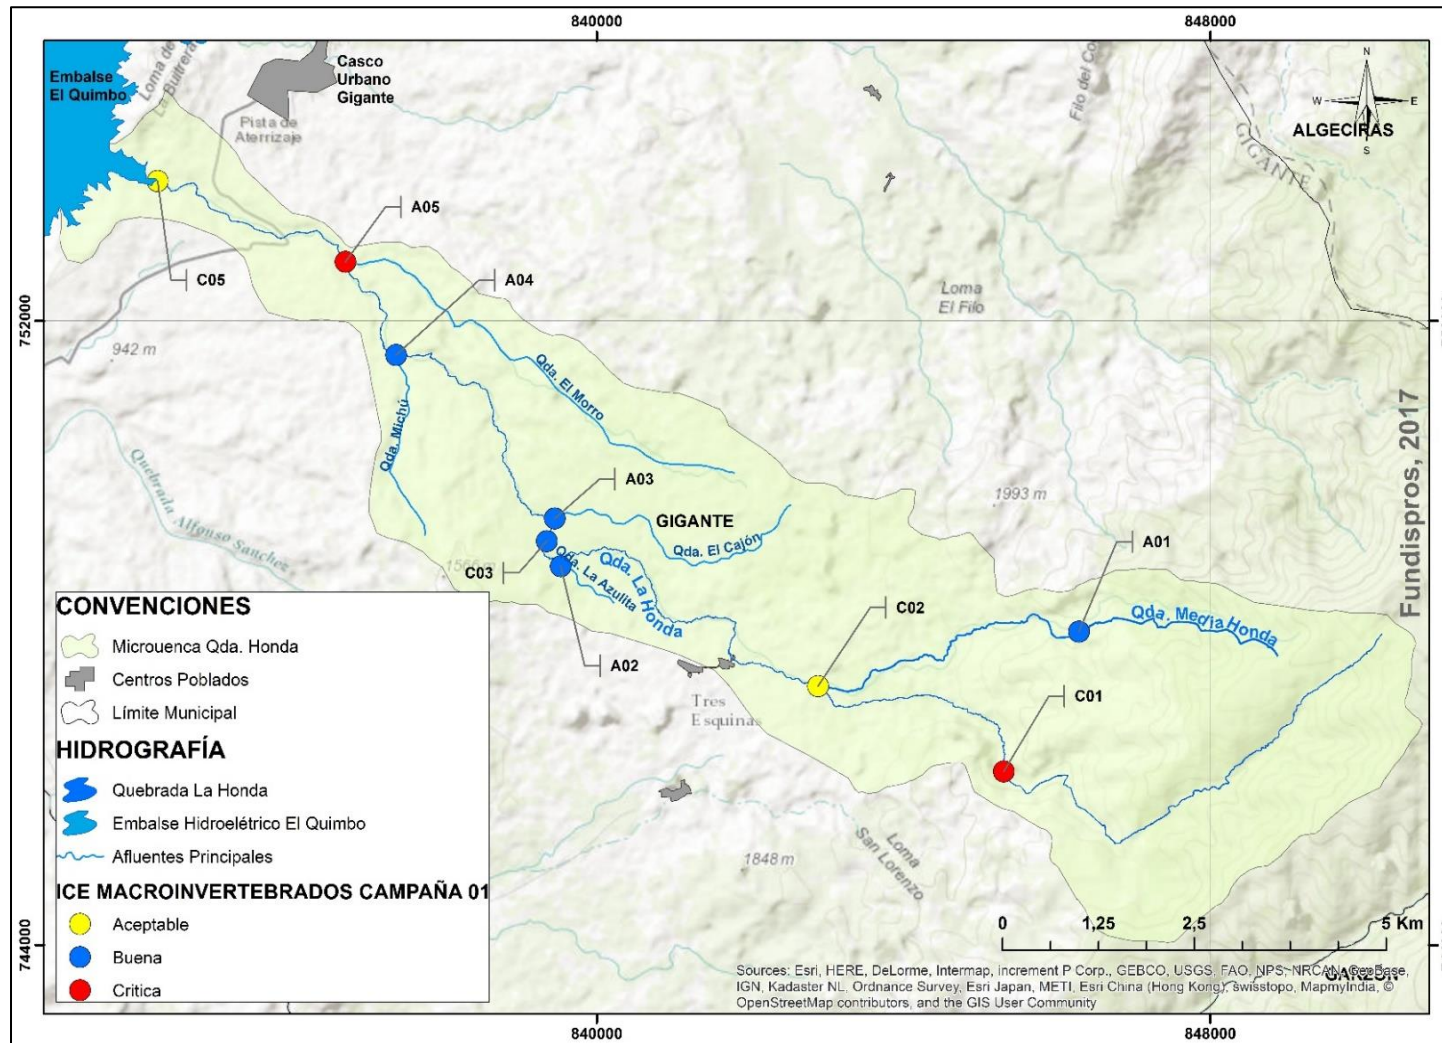 840000
848000
Embalse
El Quimbo
Loma de
La Buitrera
Casco
Urbano
Gigante
Pista de
Aterrizaje
Filo del Co
N
W
E
S
ALGECIRAS
GIGANTE
A05
C05
A04
Loma
El Filo
752000
942 m
Qda. El Morro
Qda. Michú
Quebrada Alfonso Sanchez
A03
1993 m
GIGANTE
Qda. El Cajón
A01
C03
Qda. La Azulita
Qda. La Honda
C02
Qda. Media Honda
A02
Tres
Esquinas
C01
Loma
San Lorenzo
1848 m
Fundispros, 2017
CONVENCIONES
Microuenca Qda. Honda
Centros Poblados
Límite Municipal
HIDROGRAFÍA
Quebrada La Honda
Embalse Hidroelétrico El Quimbo
Afluentes Principales
ICE MACROINVERTEBRADOS CAMPAÑA 01
Aceptable
Buena
Critica
744000
0 1,25 2,5 5 Km
GARZÓN
Sources: Esri, HERE, DeLorme, Intermap, increment P Corp., GEBCO, USGS, FAO, NPS, NRCAN, GeoBase,
IGN, Kadaster NL, Ordnance Survey, Esri Japan, METI, Esri China (Hong Kong), swisstopo, MapmyIndia, ©
OpenStreetMap contributors, and the GIS User Community
840000
848000